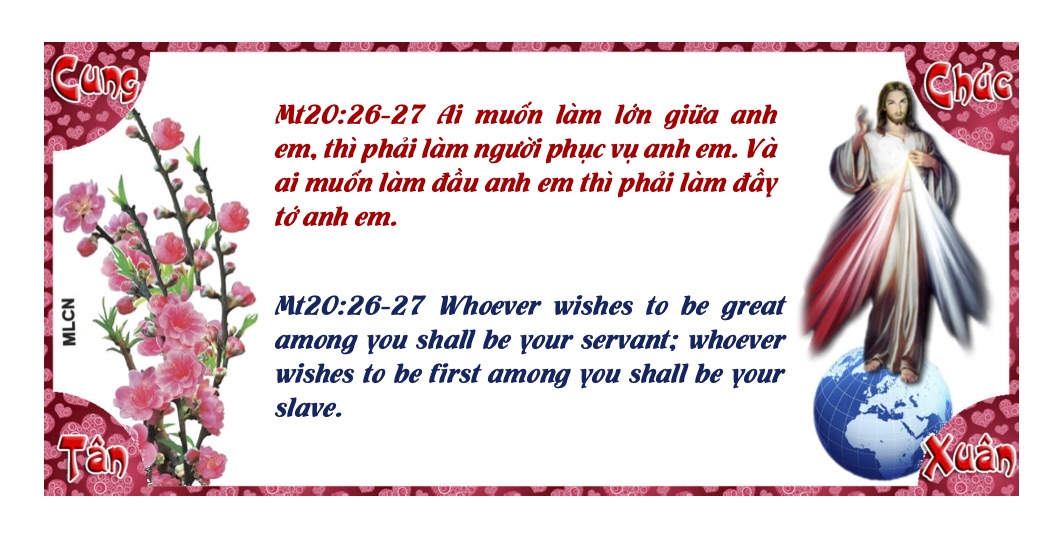 Cung
Chúc
Mt20:26-27 Ai muốn làm lớn giữa anh
em, thì phải làm người phục vụ anh em. Và
ai muốn làm đầu anh em thì phải làm đầy
tớ anh em.
MLCN
Mt20:26-27 Whoever wishes to be great
among you shall be your servant; whoever
wishes to be first among you shall be your
slave.
Tân
Xuân